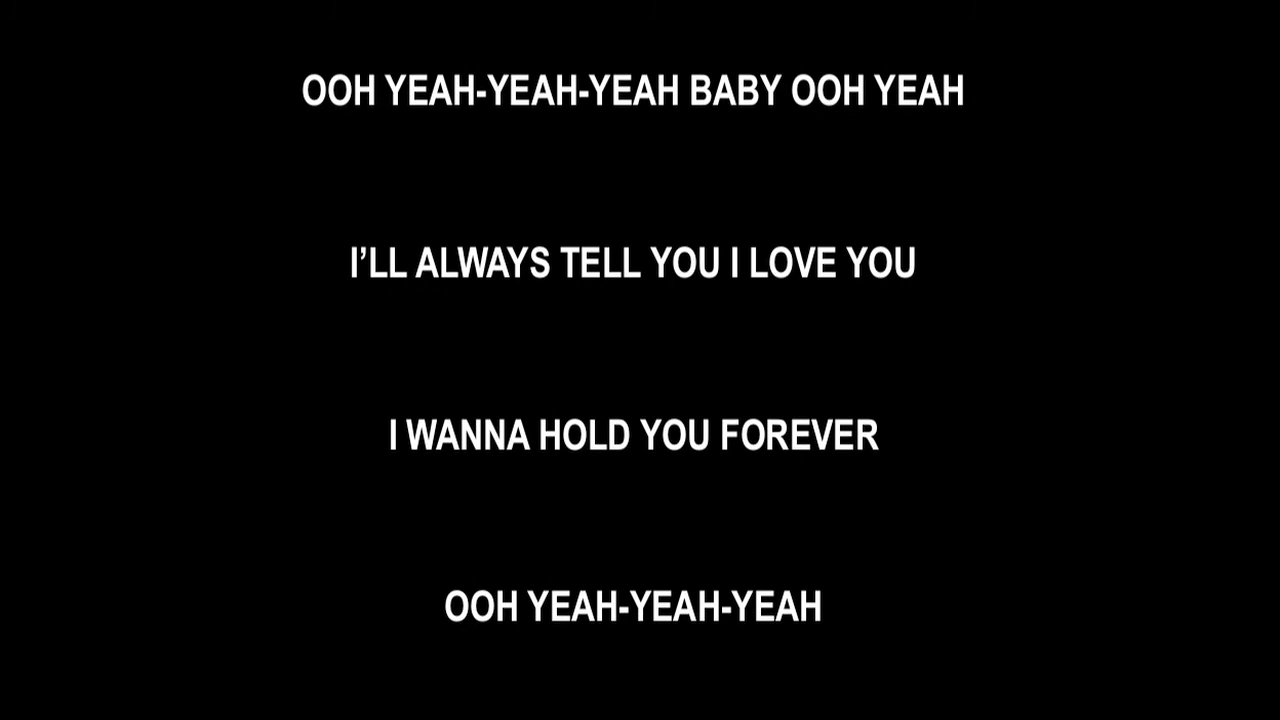 OOH YEAH-YEAH-YEAH BABY OOH YEAH
I’LL ALWAYS TELL YOU I LOVE YOU
I WANNA HOLD YOU FOREVER
OOH YEAH-YEAH-YEAH